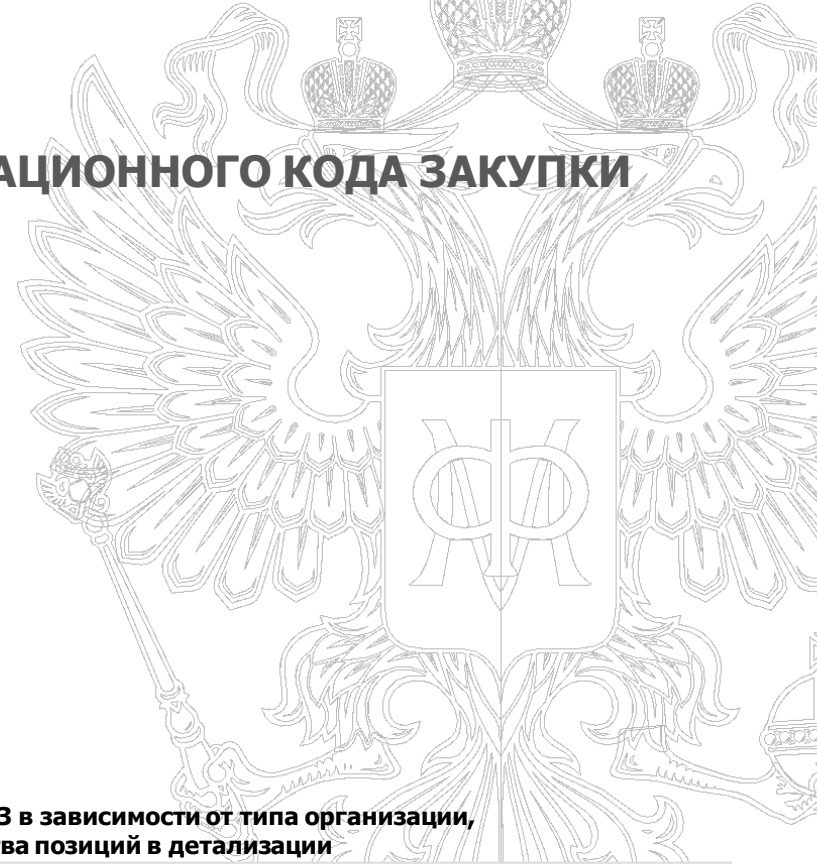 АЦИОННОГО КОДА ЗАКУПКИ
З в зависимости от типа организации,
ва позиций в детализации